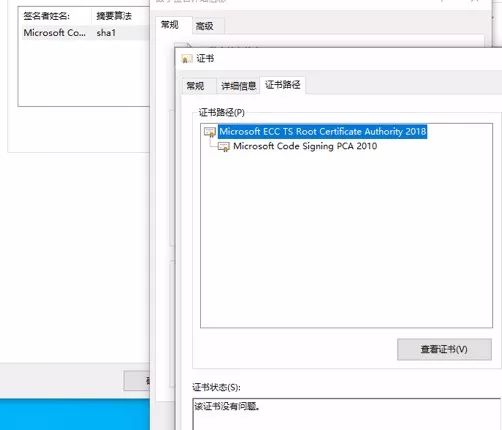 签名者姓名:
摘要算法
Microsoft Co...
sha1
常规
高级
证书
常规
详细信息
证书路径
证书路径(P)
Microsoft ECC TS Root Certificate Authority 2018
Microsoft Code Signing PCA 2010
查看证书(V)
证书状态(S):
该证书没有问题。